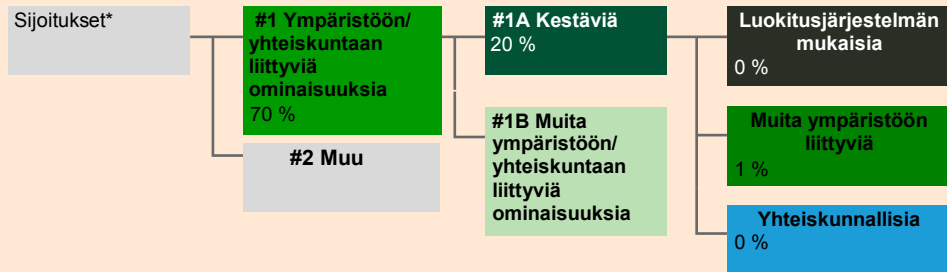 Sijoitukset*
#1 Ympäristöön/
yhteiskuntaan
liittyviä
ominaisuuksia
70 %
#2 Muu
#1A Kestäviä
20 %
#1B Muita
ympäristöön/
yhteiskuntaan
liittyviä
ominaisuuksia
Luokitusjärjestelmän
mukaisia
0 %
Muita ympäristöön
liittyviä
1 %
Yhteiskunnallisia
0 %